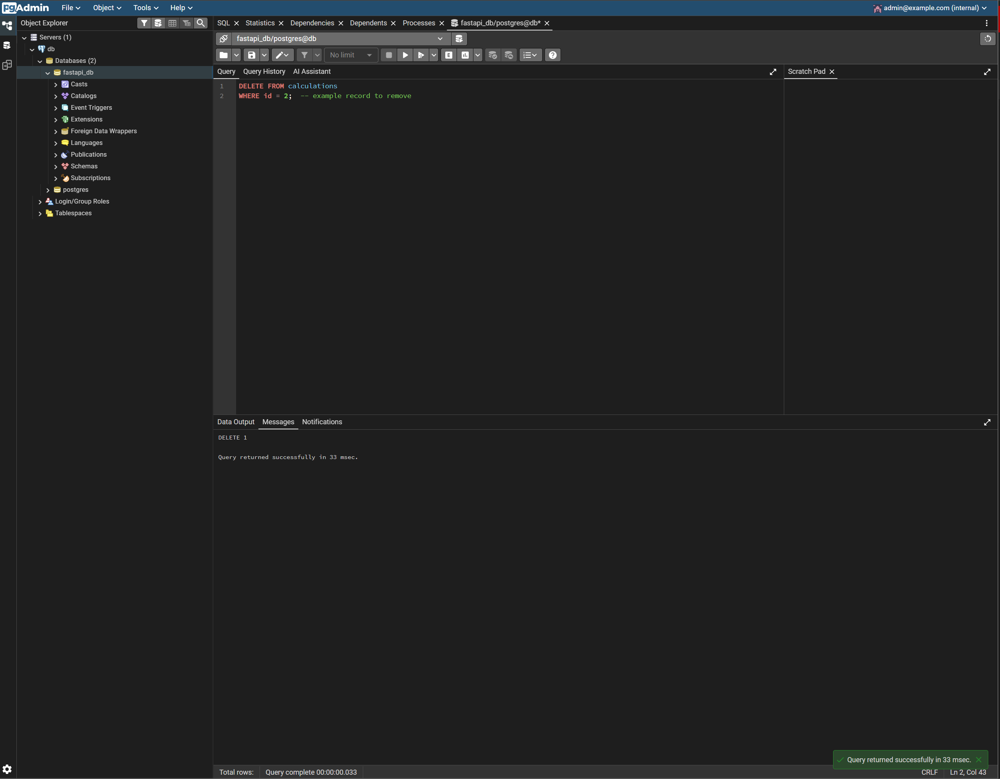 pgAdmin File Object Tools Help admin@example.com (internal)
Object Explorer
SQL Statistics Dependencies Dependents Processes fastapi_db/postgres@db*
Servers (1)
db
Databases (2)
fastapi_db
Casts
Catalogs
Event Triggers
Extensions
Foreign Data Wrappers
Languages
Publications
Schemas
Subscriptions
postgres
Login/Group Roles
Tablespaces
fastapi_db/postgres@db
No limit
E
Query Query History AI Assistant
Scratch Pad
1 DELETE FROM calculations
2 WHERE id = 2;  -- example record to remove
Data Output Messages Notifications
DELETE 1
Query returned successfully in 33 msec.
Query returned successfully in 33 msec.
Total rows: Query complete 00:00:00.033 CRLF Ln 2, Col 43